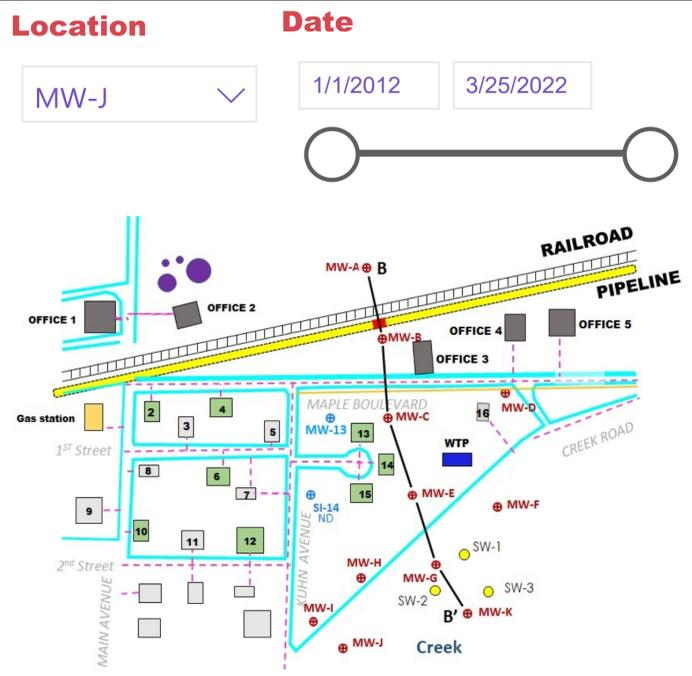 Location
Date
MW-J
1/1/2012
3/25/2022
RAILROAD
MW-A
B
PIPELINE
OFFICE 1
OFFICE 2
OFFICE 4
OFFICE 5
MW-B
OFFICE 3
MAPLE BOULEVARD
MW-D
16
Gas station
2
4
3
5
MW-13
13
MW-C
1ST Street
WTP
CREEK ROAD
8
6
7
14
15
MW-E
MW-F
9
SI-14
ND
10
11
12
KUHN AVENUE
SW-1
2nd Street
MW-H
MW-G
SW-2
SW-3
MAIN AVENUE
MW-I
B'
MW-K
MW-J
Creek